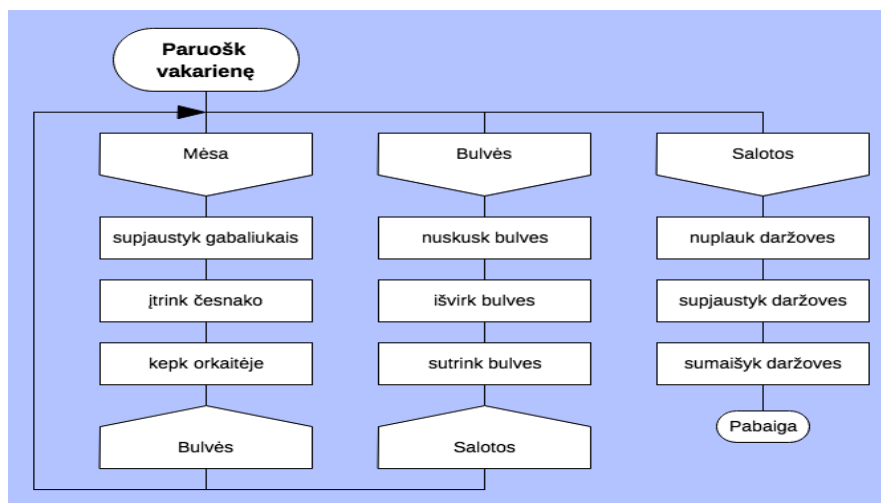 Paruošk
vakarienę
Mėsa
supjaustyk gabaliukais
įtrink česnako
kepk orkaitėje
Bulvės
Bulvės
nuskusk bulves
išvirk bulves
sutrink bulves
Salotos
Salotos
nuplauk daržoves
supjaustyk daržoves
sumaišyk daržoves
Pabaiga